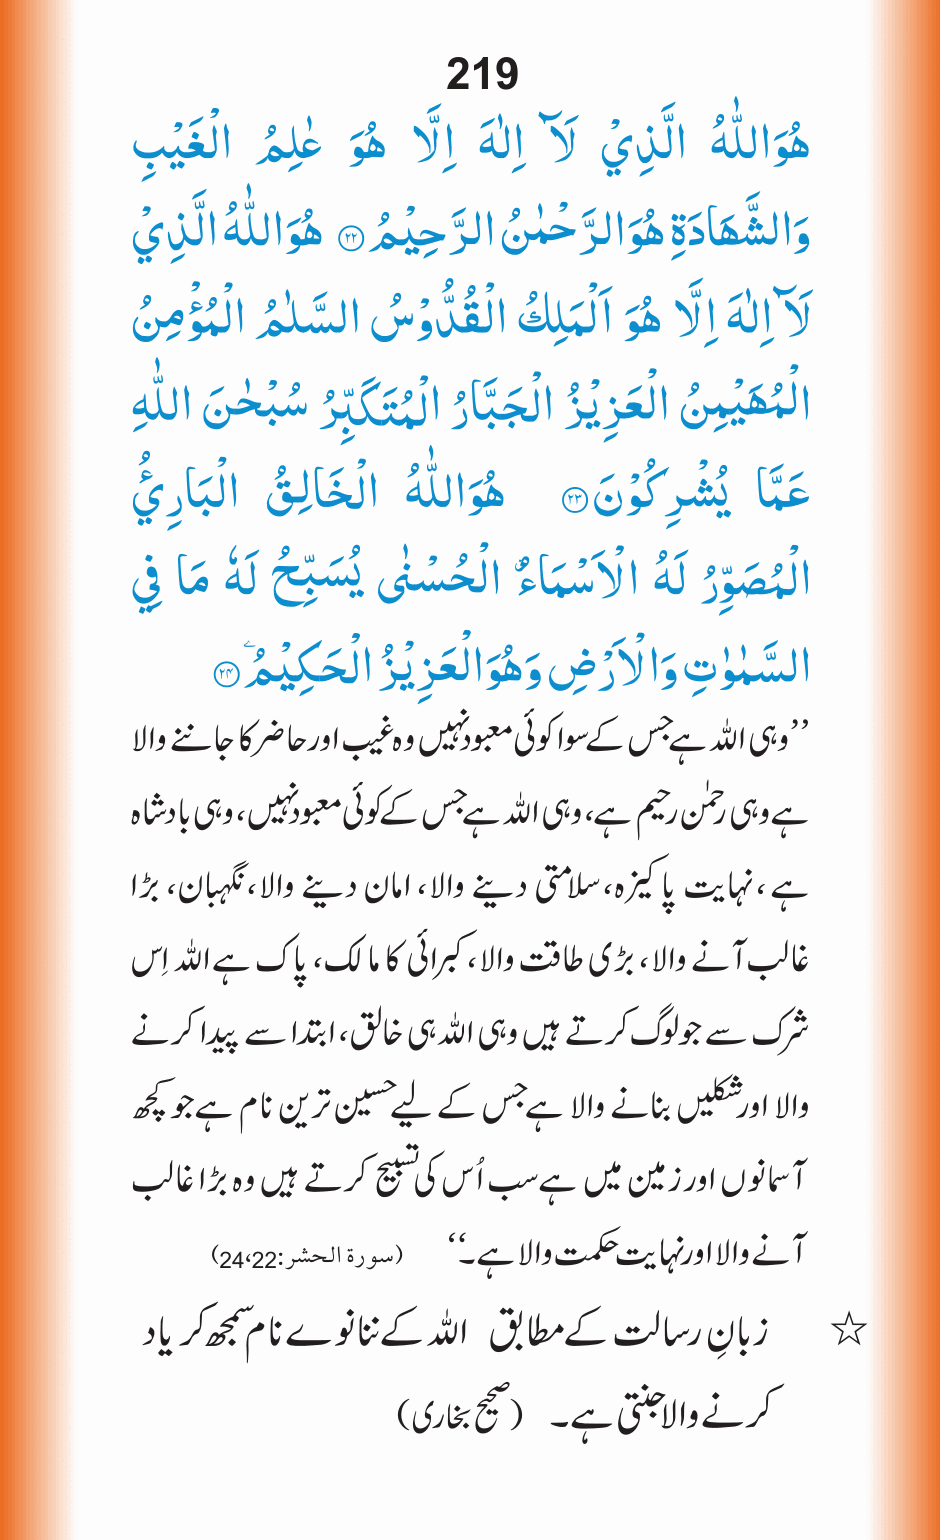 219
هُوَاللّٰهُ الَّذِيْ لَآ اِلٰهَ اِلَّا هُوَ عٰلِمُ الْغَيْبِ
وَالشَّهَادَةِ هُوَالرَّحْمٰنُ الرَّحِيْمُ ۝۲۲ هُوَاللّٰهُ الَّذِيْ
لَآ اِلٰهَ اِلَّا هُوَ اَلْمَلِكُ الْقُدُّوْسُ السَّلٰمُ الْمُؤْمِنُ
الْمُهَيْمِنُ الْعَزِيْزُ الْجَبَّارُ الْمُتَكَبِّرُ سُبْحٰنَ اللّٰهِ
عَمَّا يُشْرِكُوْنَ ۝۲۳ هُوَاللّٰهُ الْخَالِقُ الْبَارِئُ
الْمُصَوِّرُ لَهُ الْاَسْمَاءُ الْحُسْنٰى يُسَبِّحُ لَهٗ مَا فِي
السَّمٰوٰتِ وَالْاَرْضِ وَهُوَالْعَزِيْزُ الْحَكِيْمُ ۚ ۝۲۴
’’وہی اللہ ہے جس کے سوا کوئی معبود نہیں وہ غیب اور حاضر کا جاننے والا
ہے وہی رحمٰن رحیم ہے، وہی اللہ ہے جس کے کوئی معبود نہیں، وہی بادشاہ
ہے، نہایت پاکیزہ، سلامتی دینے والا، امان دینے والا، نگہبان، بڑا
غالب آنے والا، بڑی طاقت والا، کبرائی کا مالک، پاک ہے اللہ اِس
شرک سے جو لوگ کرتے ہیں وہی اللہ ہی خالق، ابتدا سے پیدا کرنے
والا اور شکلیں بنانے والا ہے جس کے لیے حسین ترین نام ہے جو کچھ
آسمانوں اور زمین میں ہے سب اُس کی تسبیح کرتے ہیں وہ بڑا غالب
آنے والا اور نہایت حکمت والا ہے۔‘‘ (سورۃ الحشر:24،22)
☆ زبانِ رسالت کے مطابق اللہ کے ننانوے نام سمجھ کر یاد
کرنے والا جنتی ہے۔ (صحیح بخاری)